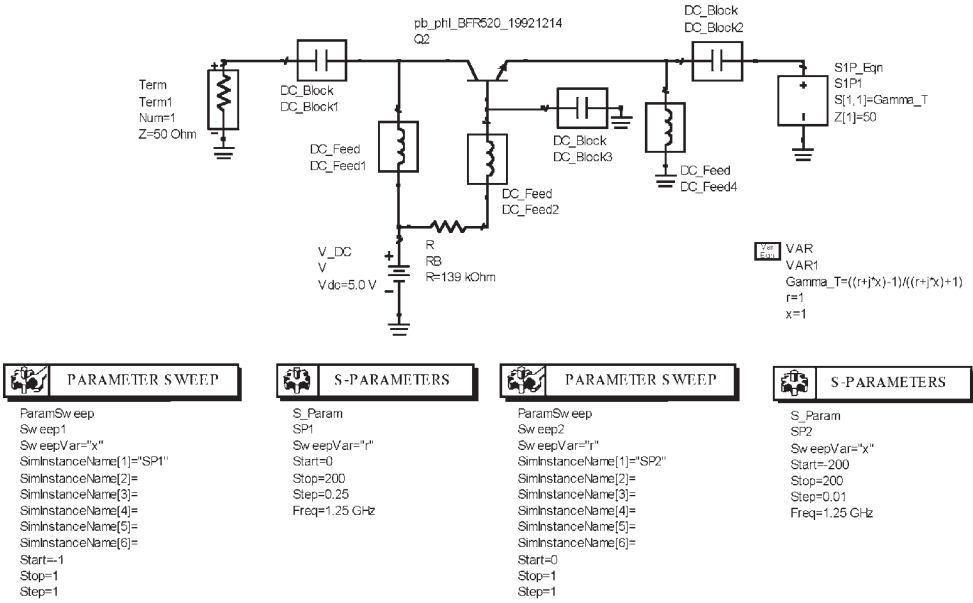 pb_phl_BFR520_19921214
Q2
DC_Block
DC_Block2
Term
Term1
Num=1
Z=50 Ohm
DC_Block
DC_Block1
S1P_Eqn
S1P1
S[1,1]=Gamma_T
Z[1]=50
DC_Feed
DC_Feed1
DC_Block
DC_Block3
DC_Feed
DC_Feed4
DC_Feed
DC_Feed2
V_DC
V
Vdc=5.0 V
R
RB
R=139 kOhm
Var
Eqn
VAR
VAR1
Gamma_T=((r+j*x)-1)/((r+j*x)+1)
r=1
x=1
PARAMETER SWEEP
ParamSweep
Sweep1
SweepVar="x"
SimInstanceName[1]="SP1"
SimInstanceName[2]=
SimInstanceName[3]=
SimInstanceName[4]=
SimInstanceName[5]=
SimInstanceName[6]=
Start=-1
Stop=1
Step=1
S-PARAMETERS
S_Param
SP1
SweepVar="r"
Start=0
Stop=200
Step=0.25
Freq=1.25 GHz
PARAMETER SWEEP
ParamSweep
Sweep2
SweepVar="r"
SimInstanceName[1]="SP2"
SimInstanceName[2]=
SimInstanceName[3]=
SimInstanceName[4]=
SimInstanceName[5]=
SimInstanceName[6]=
Start=0
Stop=1
Step=1
S-PARAMETERS
S_Param
SP2
SweepVar="x"
Start=-200
Stop=200
Step=0.01
Freq=1.25 GHz